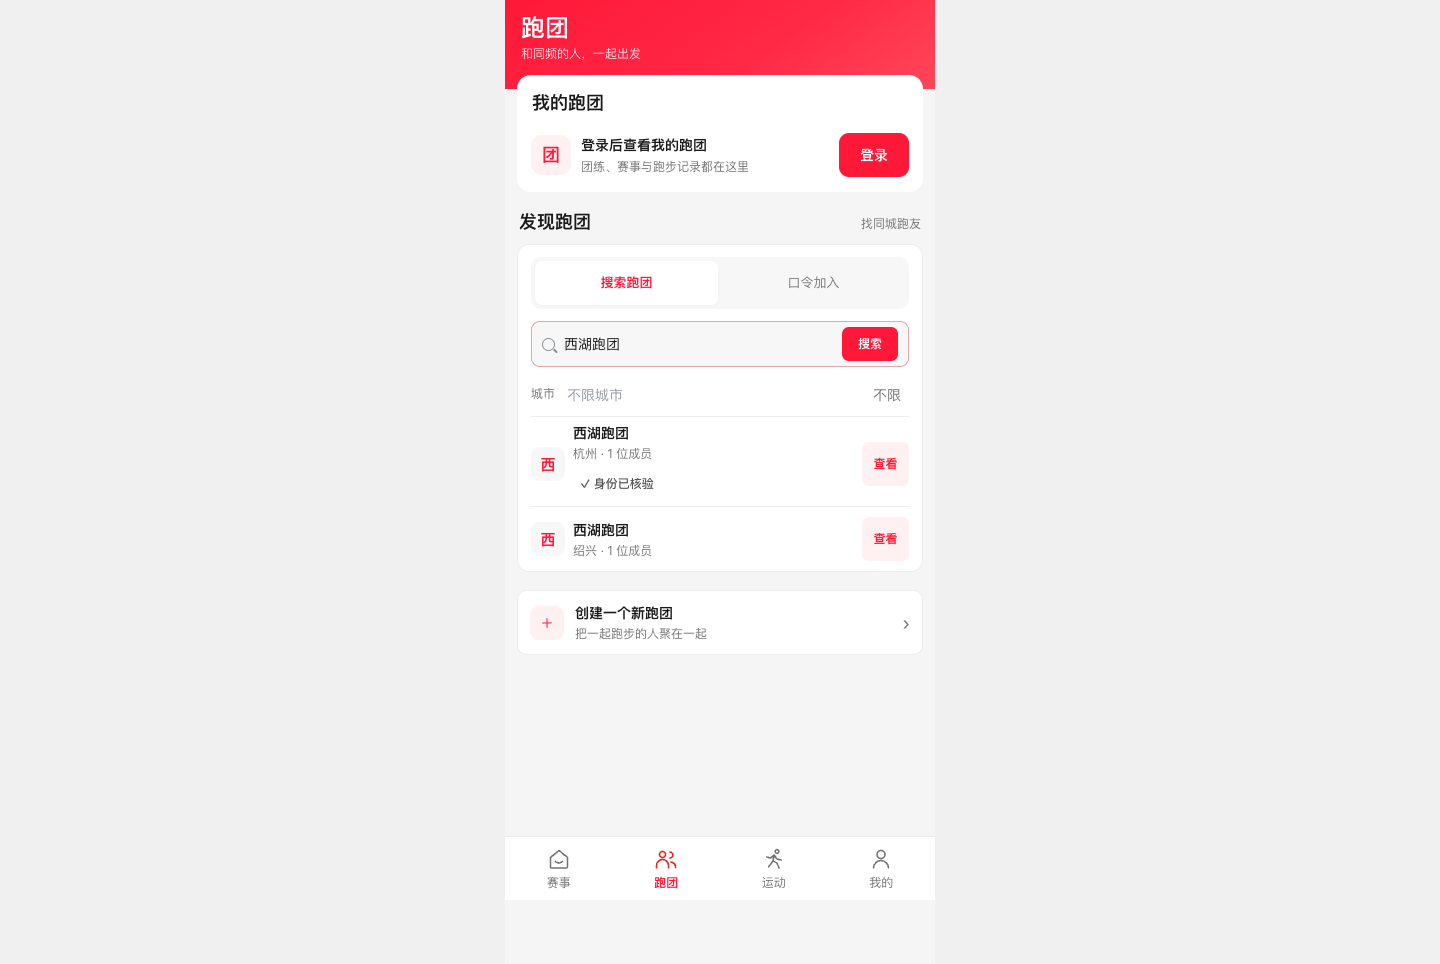 跑团
和同频的人，一起出发
我的跑团
团
登录后查看我的跑团
团练、赛事与跑步记录都在这里
登录
发现跑团
找同城跑友
搜索跑团
口令加入
西湖跑团
搜索
城市
不限城市
不限
西
西湖跑团
杭州 · 1 位成员
✓ 身份已核验
查看
西
西湖跑团
绍兴 · 1 位成员
查看
+
创建一个新跑团
把一起跑步的人聚在一起
›
赛事
跑团
运动
我的